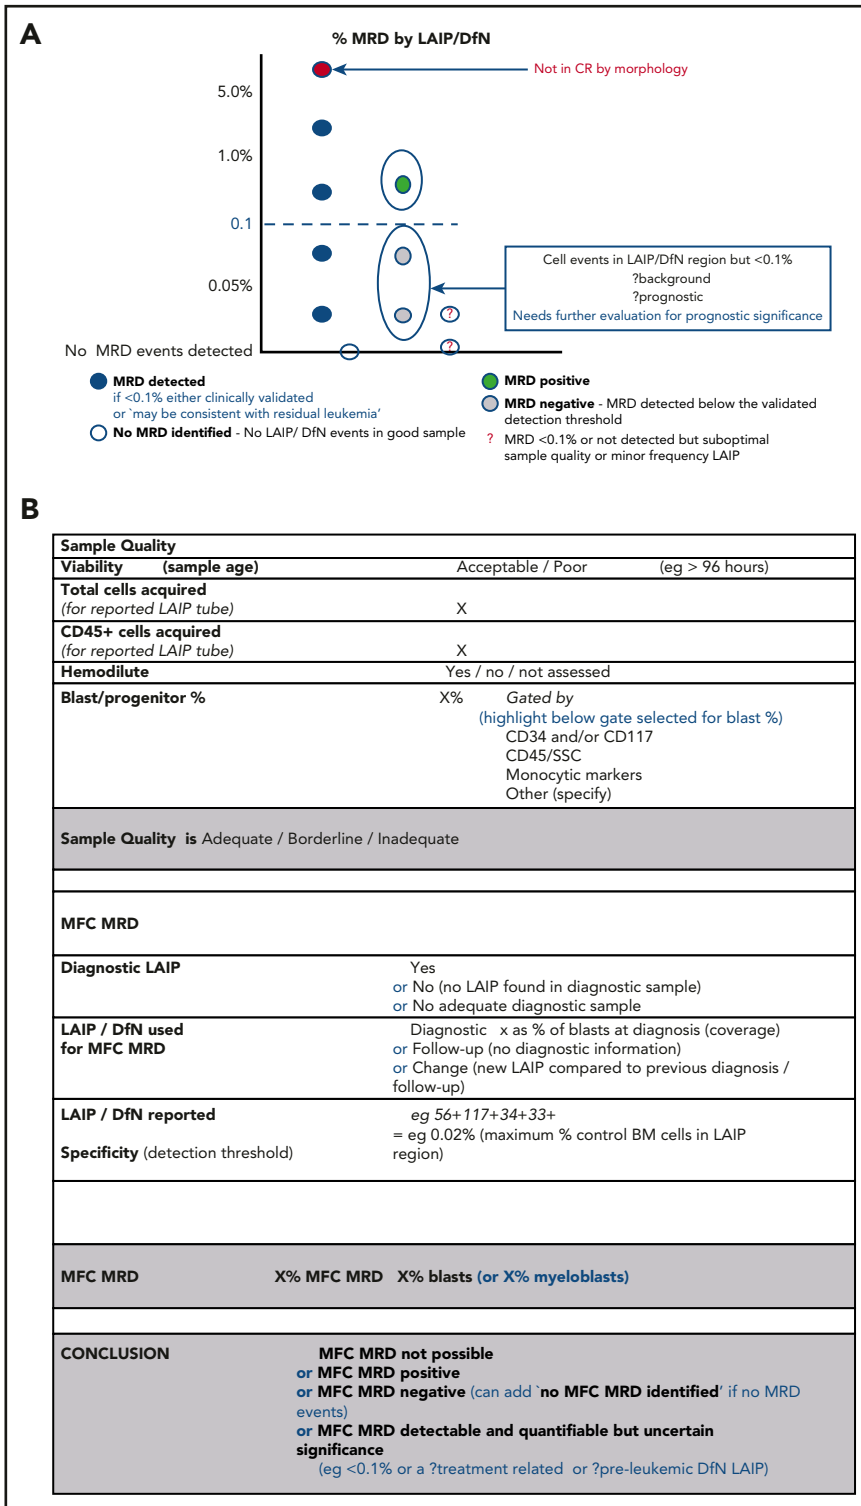 A
% MRD by LAIP/DfN
Not in CR by morphology
5.0%
1.0%
0.1
0.05%
No MRD events detected
Cell events in LAIP/DfN region but <0.1%
?background
?prognostic
Needs further evaluation for prognostic significance
?
?
MRD detected
if <0.1% either clinically validated
or `may be consistent with residual leukemia'
No MRD identified - No LAIP/ DfN events in good sample
MRD positive
MRD negative - MRD detected below the validated
detection threshold
? MRD <0.1% or not detected but suboptimal
sample quality or minor frequency LAIP
B
Sample Quality
Viability (sample age) Acceptable / Poor (eg > 96 hours)
Total cells acquired
(for reported LAIP tube) X
CD45+ cells acquired
(for reported LAIP tube) X
Hemodilute Yes / no / not assessed
Blast/progenitor % X% Gated by
(highlight below gate selected for blast %)
CD34 and/or CD117
CD45/SSC
Monocytic markers
Other (specify)
Sample Quality is Adequate / Borderline / Inadequate
MFC MRD
Diagnostic LAIP Yes
or No (no LAIP found in diagnostic sample)
or No adequate diagnostic sample
LAIP / DfN used Diagnostic x as % of blasts at diagnosis (coverage)
for MFC MRD or Follow-up (no diagnostic information)
or Change (new LAIP compared to previous diagnosis /
follow-up)
LAIP / DfN reported eg 56+117+34+33+
= eg 0.02% (maximum % control BM cells in LAIP
Specificity (detection threshold) region)
MFC MRD X% MFC MRD X% blasts (or X% myeloblasts)
CONCLUSION MFC MRD not possible
or MFC MRD positive
or MFC MRD negative (can add `no MFC MRD identified' if no MRD
events)
or MFC MRD detectable and quantifiable but uncertain
significance
(eg <0.1% or a ?treatment related or ?pre-leukemic DfN LAIP)